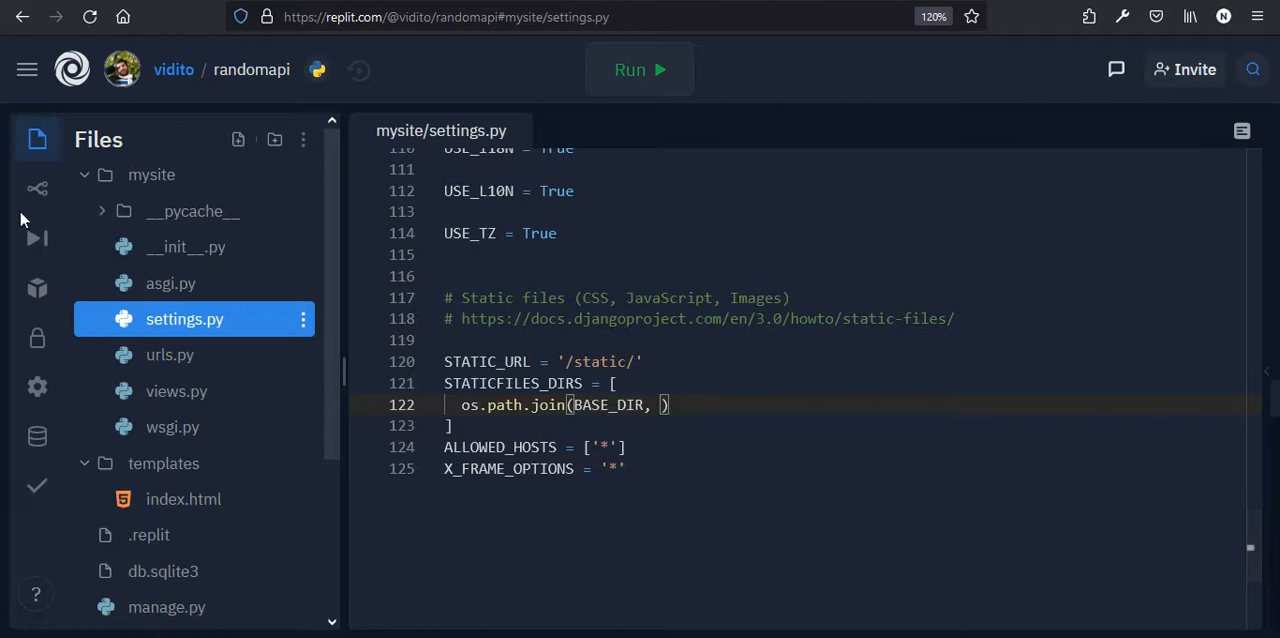 https://replit.com/@vidito/randomapi#mysite/settings.py
120%
N
vidito / randomapi
Run
Invite
Files
mysite
__pycache__
__init__.py
asgi.py
settings.py
urls.py
views.py
wsgi.py
templates
index.html
.replit
db.sqlite3
manage.py
?
mysite/settings.py
110 USE_I18N = True
111
112 USE_L10N = True
113
114 USE_TZ = True
115
116
117 # Static files (CSS, JavaScript, Images)
118 # https://docs.djangoproject.com/en/3.0/howto/static-files/
119
120 STATIC_URL = '/static/'
121 STATICFILES_DIRS = [
122 os.path.join(BASE_DIR, )
123 ]
124 ALLOWED_HOSTS = ['*']
125 X_FRAME_OPTIONS = '*'